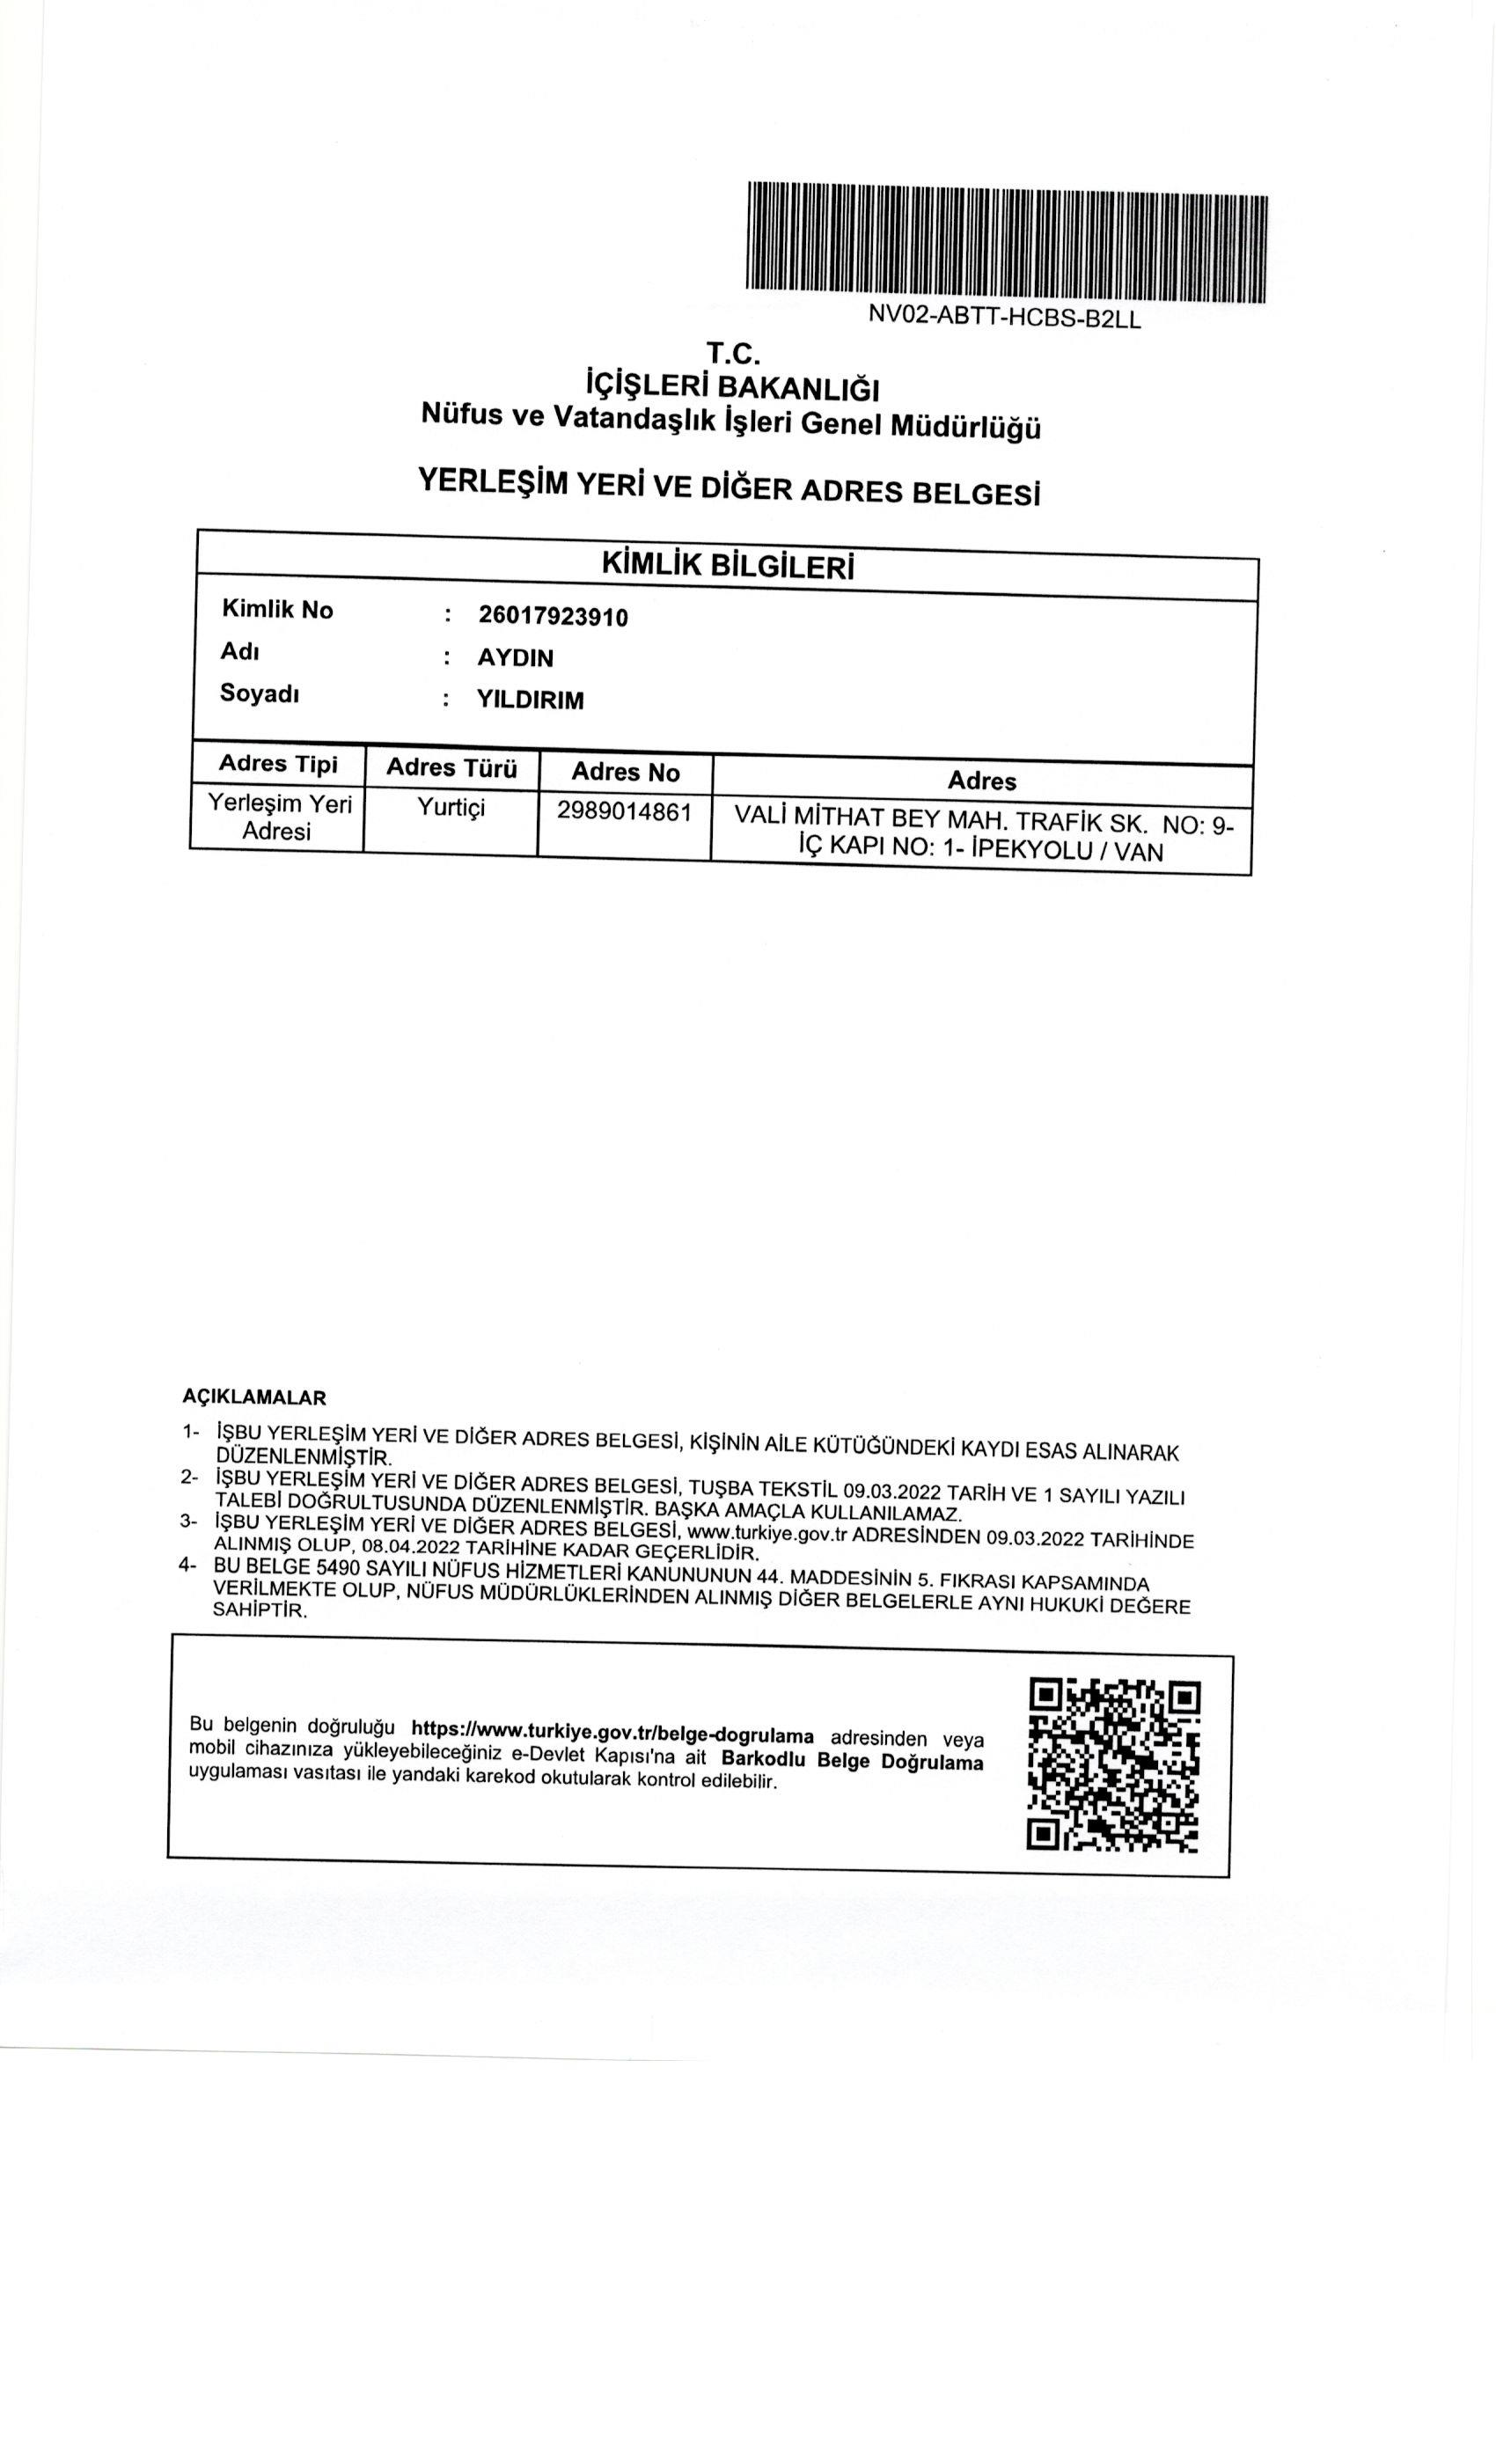 NV02-ABTT-HCBS-B2LL
T.C.
İÇİŞLERİ BAKANLIĞI
Nüfus ve Vatandaşlık İşleri Genel Müdürlüğü
YERLEŞİM YERİ VE DİĞER ADRES BELGESİ
KİMLİK BİLGİLERİ
Kimlik No : 26017923910
Adı : AYDIN
Soyadı : YILDIRIM
Adres Tipi Adres Türü Adres No Adres
Yerleşim Yeri Yurtiçi 2989014861 VALİ MİTHAT BEY MAH. TRAFİK SK. NO: 9-
Adresi İÇ KAPI NO: 1- İPEKYOLU / VAN
AÇIKLAMALAR
1- İŞBU YERLEŞİM YERİ VE DİĞER ADRES BELGESİ, KİŞİNİN AİLE KÜTÜĞÜNDEKİ KAYDI ESAS ALINARAK
DÜZENLENMİŞTİR.
2- İŞBU YERLEŞİM YERİ VE DİĞER ADRES BELGESİ, TUŞBA TEKSTİL 09.03.2022 TARİH VE 1 SAYILI YAZILI
TALEBİ DOĞRULTUSUNDA DÜZENLENMİŞTİR. BAŞKA AMAÇLA KULLANILAMAZ.
3- İŞBU YERLEŞİM YERİ VE DİĞER ADRES BELGESİ, www.turkiye.gov.tr ADRESİNDEN 09.03.2022 TARİHİNDE
ALINMIŞ OLUP, 08.04.2022 TARİHİNE KADAR GEÇERLİDİR.
4- BU BELGE 5490 SAYILI NÜFUS HİZMETLERİ KANUNUNUN 44. MADDESİNİN 5. FIKRASI KAPSAMINDA
VERİLMEKTE OLUP, NÜFUS MÜDÜRLÜKLERİNDEN ALINMIŞ DİĞER BELGELERLE AYNI HUKUKİ DEĞERE
SAHİPTİR.
Bu belgenin doğruluğu https://www.turkiye.gov.tr/belge-dogrulama adresinden veya
mobil cihazınıza yükleyebileceğiniz e-Devlet Kapısı'na ait Barkodlu Belge Doğrulama
uygulaması vasıtası ile yandaki karekod okutularak kontrol edilebilir.